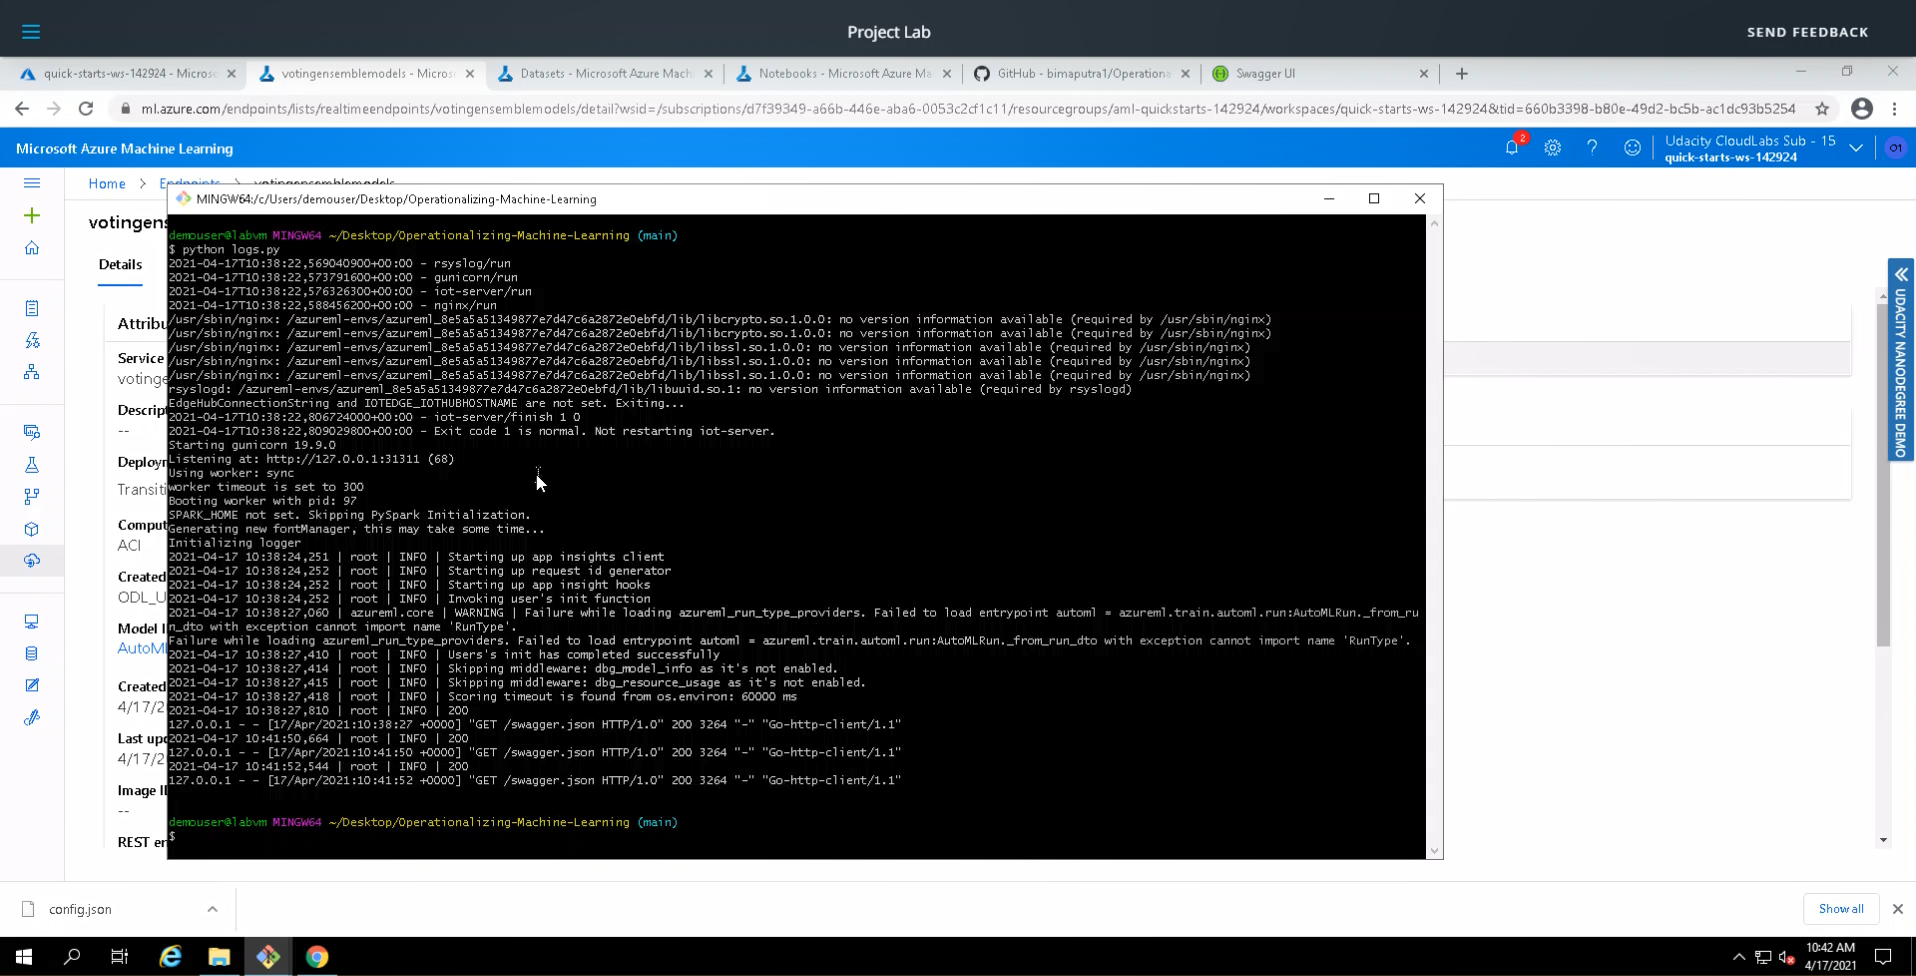 Project Lab
SEND FEEDBACK
quick-starts-ws-142924 - Micros
votingensemblemodels - Micros
Datasets - Microsoft Azure Mach
Notebooks - Microsoft Azure Ma
GitHub - bimaputra1/Operationa
Swagger UI
ml.azure.com/endpoints/lists/realtimeendpoints/votingensemblemodels/detail?wsid=/subscriptions/d7f39349-a66b-446e-aba6-0053c2cf1c11/resourcegroups/aml-quickstarts-142924/workspaces/quick-starts-ws-142924&tid=660b3398-b80e-49d2-bc5b-ac1dc93b5254
Microsoft Azure Machine Learning
2
Udacity CloudLabs Sub - 15
quick-starts-ws-142924
O1
Home > Endpoints > votingensemblemodels
votingens
Details
Attribu
Service
voting
Descript
--
Deploym
Transiti
Comput
ACI
Created
ODL_U
Model I
AutoML
Created
4/17/2
Last upd
4/17/2
Image II
--
REST en
MINGW64:/c/Users/demouser/Desktop/Operationalizing-Machine-Learning
demouser@labvm MINGW64 ~/Desktop/Operationalizing-Machine-Learning (main)
$ python logs.py
2021-04-17T10:38:22,569040900+00:00 - rsyslog/run
2021-04-17T10:38:22,573791600+00:00 - gunicorn/run
2021-04-17T10:38:22,576326300+00:00 - iot-server/run
2021-04-17T10:38:22,588456200+00:00 - nginx/run
/usr/sbin/nginx: /azureml-envs/azureml_8e5a5a51349877e7d47c6a2872e0ebfd/lib/libcrypto.so.1.0.0: no version information available (required by /usr/sbin/nginx)
/usr/sbin/nginx: /azureml-envs/azureml_8e5a5a51349877e7d47c6a2872e0ebfd/lib/libcrypto.so.1.0.0: no version information available (required by /usr/sbin/nginx)
/usr/sbin/nginx: /azureml-envs/azureml_8e5a5a51349877e7d47c6a2872e0ebfd/lib/libssl.so.1.0.0: no version information available (required by /usr/sbin/nginx)
/usr/sbin/nginx: /azureml-envs/azureml_8e5a5a51349877e7d47c6a2872e0ebfd/lib/libssl.so.1.0.0: no version information available (required by /usr/sbin/nginx)
/usr/sbin/nginx: /azureml-envs/azureml_8e5a5a51349877e7d47c6a2872e0ebfd/lib/libssl.so.1.0.0: no version information available (required by /usr/sbin/nginx)
rsyslogd: /azureml-envs/azureml_8e5a5a51349877e7d47c6a2872e0ebfd/lib/libuuid.so.1: no version information available (required by rsyslogd)
EdgeHubConnectionString and IOTEDGE_IOTHUBHOSTNAME are not set. Exiting...
2021-04-17T10:38:22,806724000+00:00 - iot-server/finish 1 0
2021-04-17T10:38:22,809029800+00:00 - Exit code 1 is normal. Not restarting iot-server.
Starting gunicorn 19.9.0
Listening at: http://127.0.0.1:31311 (68)
Using worker: sync
worker timeout is set to 300
Booting worker with pid: 97
SPARK_HOME not set. Skipping PySpark Initialization.
Generating new fontManager, this may take some time...
Initializing logger
2021-04-17 10:38:24,251 | root | INFO | Starting up app insights client
2021-04-17 10:38:24,252 | root | INFO | Starting up request id generator
2021-04-17 10:38:24,252 | root | INFO | Starting up app insight hooks
2021-04-17 10:38:24,252 | root | INFO | Invoking user's init function
2021-04-17 10:38:27,060 | azureml.core | WARNING | Failure while loading azureml_run_type_providers. Failed to load entrypoint automl = azureml.train.automl.run:AutoMLRun._from_ru
n_dto with exception cannot import name 'RunType'.
Failure while loading azureml_run_type_providers. Failed to load entrypoint automl = azureml.train.automl.run:AutoMLRun._from_run_dto with exception cannot import name 'RunType'.
2021-04-17 10:38:27,410 | root | INFO | Users's init has completed successfully
2021-04-17 10:38:27,414 | root | INFO | Skipping middleware: dbg_model_info as it's not enabled.
2021-04-17 10:38:27,415 | root | INFO | Skipping middleware: dbg_resource_usage as it's not enabled.
2021-04-17 10:38:27,418 | root | INFO | Scoring timeout is found from os.environ: 60000 ms
2021-04-17 10:38:27,810 | root | INFO | 200
127.0.0.1 - - [17/Apr/2021:10:38:27 +0000] "GET /swagger.json HTTP/1.0" 200 3264 "-" "Go-http-client/1.1"
2021-04-17 10:41:50,664 | root | INFO | 200
127.0.0.1 - - [17/Apr/2021:10:41:50 +0000] "GET /swagger.json HTTP/1.0" 200 3264 "-" "Go-http-client/1.1"
2021-04-17 10:41:52,544 | root | INFO | 200
127.0.0.1 - - [17/Apr/2021:10:41:52 +0000] "GET /swagger.json HTTP/1.0" 200 3264 "-" "Go-http-client/1.1"
demouser@labvm MINGW64 ~/Desktop/Operationalizing-Machine-Learning (main)
$
UDACITY NANODEGREE DEMO
config.json
Show all
10:42 AM
4/17/2021